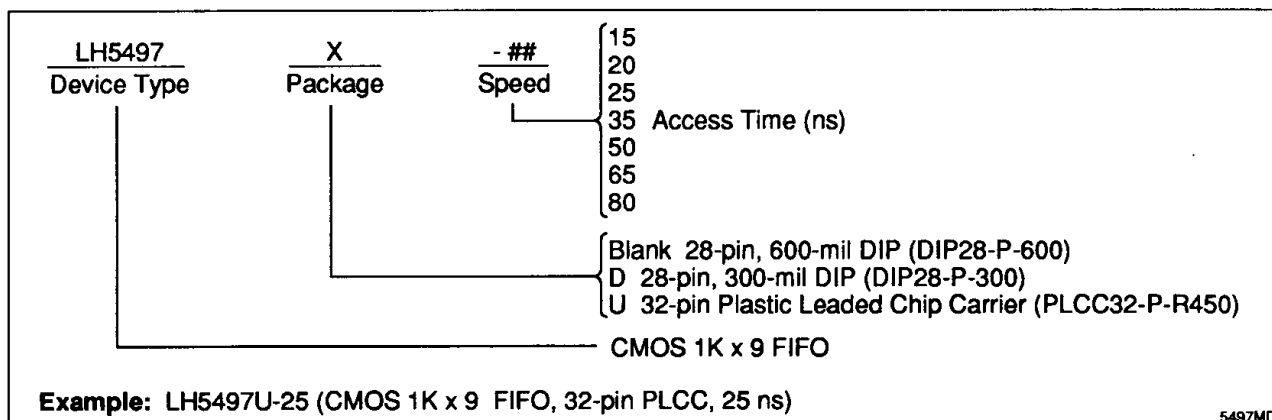 LH5497 X - ##
Device Type Package Speed
15
20
25
35 Access Time (ns)
50
65
80
Blank 28-pin, 600-mil DIP (DIP28-P-600)
D 28-pin, 300-mil DIP (DIP28-P-300)
U 32-pin Plastic Leaded Chip Carrier (PLCC32-P-R450)
CMOS 1K x 9 FIFO
Example: LH5497U-25 (CMOS 1K x 9 FIFO, 32-pin PLCC, 25 ns)